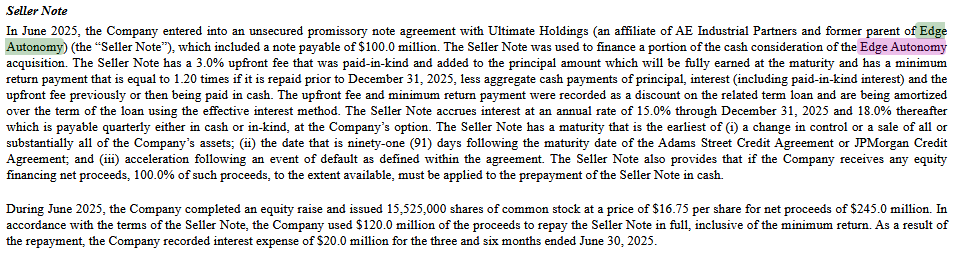 Seller Note
In June 2025, the Company entered into an unsecured promissory note agreement with Ultimate Holdings (an affiliate of AE Industrial Partners and former parent of Edge
Autonomy) (the “Seller Note”), which included a note payable of $100.0 million. The Seller Note was used to finance a portion of the cash consideration of the Edge Autonomy
acquisition. The Seller Note has a 3.0% upfront fee that was paid-in-kind and added to the principal amount which will be fully earned at the maturity and has a minimum
return payment that is equal to 1.20 times if it is repaid prior to December 31, 2025, less aggregate cash payments of principal, interest (including paid-in-kind interest) and the
upfront fee previously or then being paid in cash. The upfront fee and minimum return payment were recorded as a discount on the related term loan and are being amortized
over the term of the loan using the effective interest method. The Seller Note accrues interest at an annual rate of 15.0% through December 31, 2025 and 18.0% thereafter
which is payable quarterly either in cash or in-kind, at the Company’s option. The Seller Note has a maturity that is the earliest of (i) a change in control or a sale of all or
substantially all of the Company’s assets; (ii) the date that is ninety-one (91) days following the maturity date of the Adams Street Credit Agreement or JPMorgan Credit
Agreement; and (iii) acceleration following an event of default as defined within the agreement. The Seller Note also provides that if the Company receives any equity
financing net proceeds, 100.0% of such proceeds, to the extent available, must be applied to the prepayment of the Seller Note in cash.
During June 2025, the Company completed an equity raise and issued 15,525,000 shares of common stock at a price of $16.75 per share for net proceeds of $245.0 million. In
accordance with the terms of the Seller Note, the Company used $120.0 million of the proceeds to repay the Seller Note in full, inclusive of the minimum return. As a result of
the repayment, the Company recorded interest expense of $20.0 million for the three and six months ended June 30, 2025.